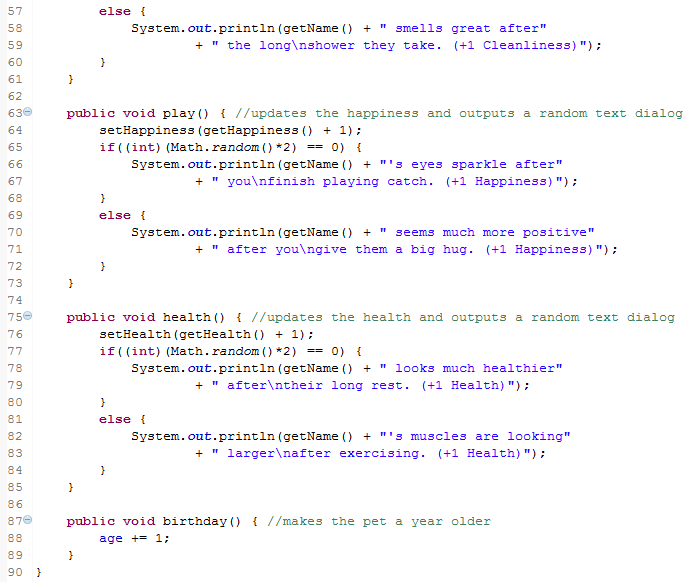 57         else {
58             System.out.println(getName() + " smells great after"
59                     + " the long\nshower they take. (+1 Cleanliness)");
60         }
61     }
62
63     public void play() { //updates the happiness and outputs a random text dialog
64         setHappiness(getHappiness() + 1);
65         if((int)(Math.random()*2) == 0) {
66             System.out.println(getName() + "'s eyes sparkle after"
67                     + " you\nfinish playing catch. (+1 Happiness)");
68         }
69         else {
70             System.out.println(getName() + " seems much more positive"
71                     + " after you\ngive them a big hug. (+1 Happiness)");
72         }
73     }
74
75     public void health() { //updates the health and outputs a random text dialog
76         setHealth(getHealth() + 1);
77         if((int)(Math.random()*2) == 0) {
78             System.out.println(getName() + " looks much healthier"
79                     + " after\ntheir long rest. (+1 Health)");
80         }
81         else {
82             System.out.println(getName() + "'s muscles are looking"
83                     + " larger\nafter exercising. (+1 Health)");
84         }
85     }
86
87     public void birthday() { //makes the pet a year older
88         age += 1;
89     }
90 }